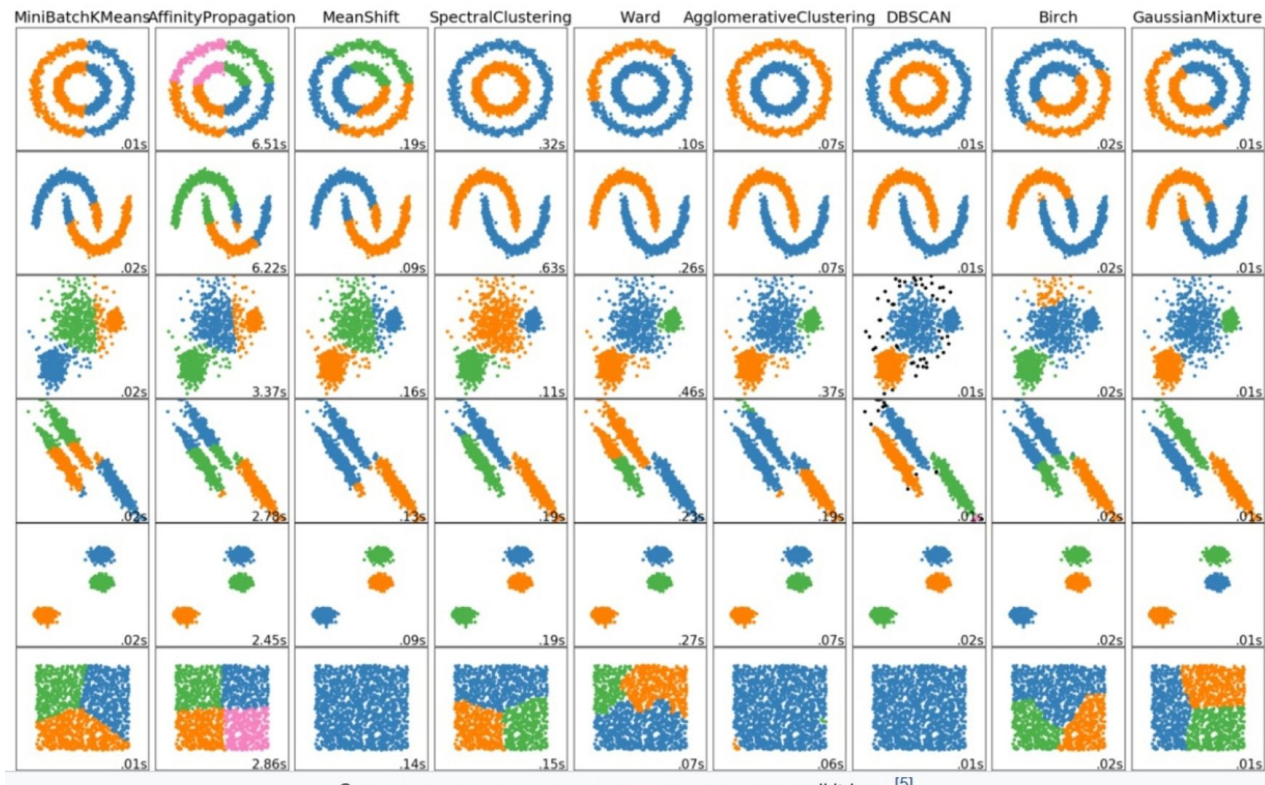 MiniBatchKMeans AffinityPropagation MeanShift SpectralClustering Ward AgglomerativeClustering DBSCAN Birch GaussianMixture
.01s 6.51s .19s .32s .10s .07s .01s .02s .01s
.02s 6.22s .09s .63s .26s .07s .01s .02s .01s
.02s 3.37s .16s .11s .46s .37s .01s .02s .01s
.02s 2.78s .13s .19s .23s .19s .01s .02s .01s
.02s 2.45s .09s .19s .27s .07s .02s .02s .01s
.01s 2.86s .14s .15s .07s .06s .01s .02s .01s
[5]